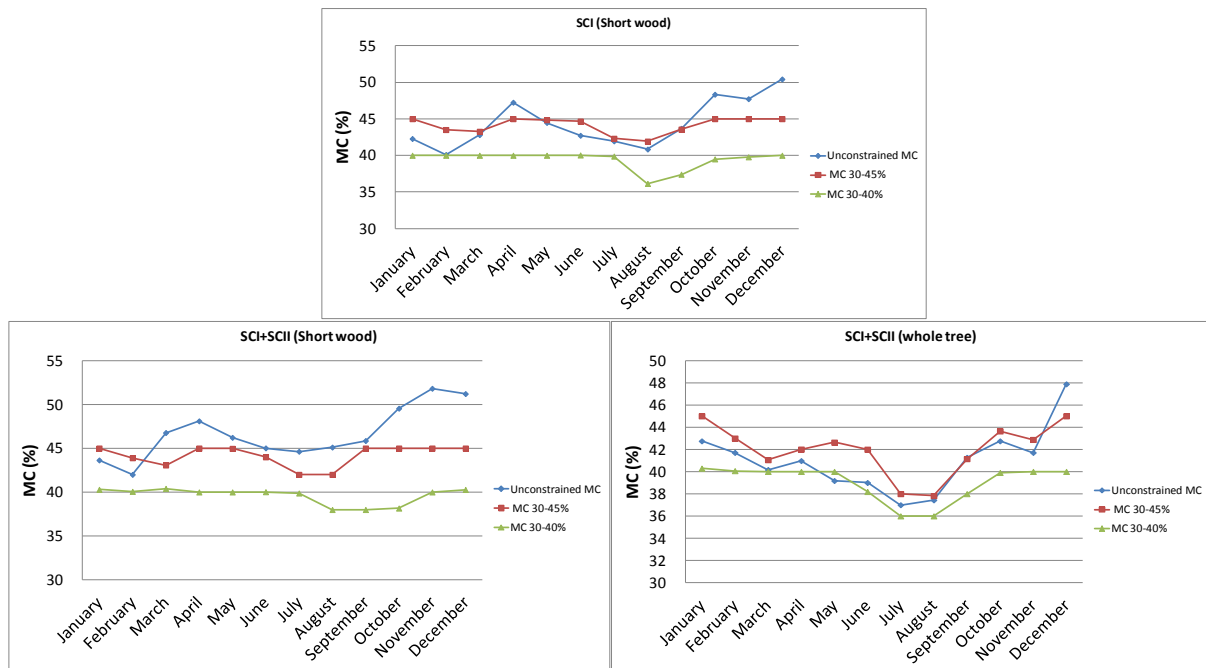 SCI (Short wood)
55
50
45
40
35
30
MC (%)
January
February
March
April
May
June
July
August
September
October
November
December
Unconstrained MC
MC 30-45%
MC 30-40%
SCI+SCII (Short wood)
55
50
45
40
35
30
MC (%)
January
February
March
April
May
June
July
August
September
October
November
December
Unconstrained MC
MC 30-45%
MC 30-40%
SCI+SCII (whole tree)
50
48
46
44
42
40
38
36
34
32
30
MC (%)
January
February
March
April
May
June
July
August
September
October
November
December
Unconstrained MC
MC 30-45%
MC 30-40%